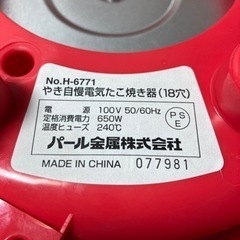 No.H-6771
やき自慢電気たこ焼き器(18穴)
電　　源　100V 50/60Hz
定格消費電力　650W
温度ヒューズ　240℃
PSE
パール金属株式会社
MADE IN CHINA　077981